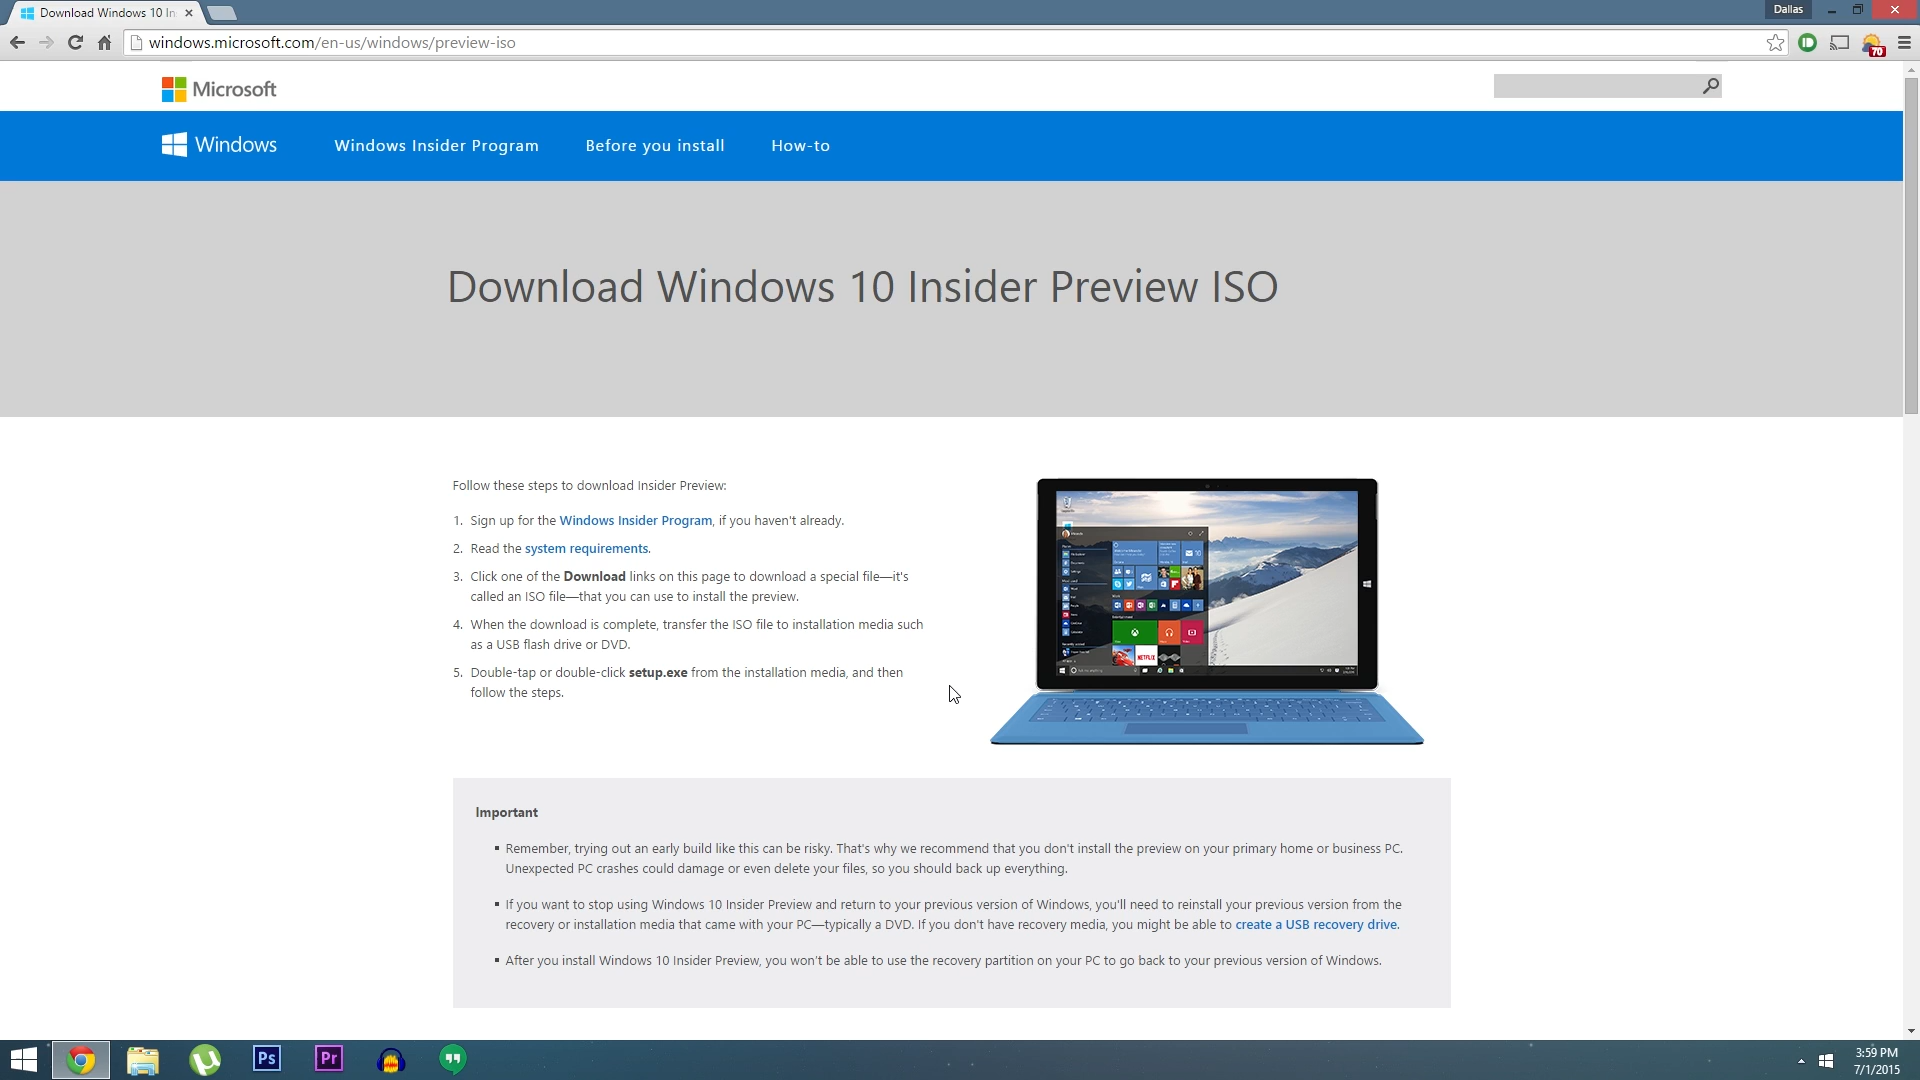 Download Windows 10 In
Dallas
windows.microsoft.com/en-us/windows/preview-iso
70
Microsoft
Windows
Windows Insider Program
Before you install
How-to
Download Windows 10 Insider Preview ISO
Follow these steps to download Insider Preview:
1. Sign up for the Windows Insider Program, if you haven't already.
2. Read the system requirements.
3. Click one of the Download links on this page to download a special file—it's
called an ISO file—that you can use to install the preview.
4. When the download is complete, transfer the ISO file to installation media such
as a USB flash drive or DVD.
5. Double-tap or double-click setup.exe from the installation media, and then
follow the steps.
NETFLIX
Important
▪ Remember, trying out an early build like this can be risky. That's why we recommend that you don't install the preview on your primary home or business PC.
Unexpected PC crashes could damage or even delete your files, so you should back up everything.
▪ If you want to stop using Windows 10 Insider Preview and return to your previous version of Windows, you'll need to reinstall your previous version from the
recovery or installation media that came with your PC—typically a DVD. If you don't have recovery media, you might be able to create a USB recovery drive.
▪ After you install Windows 10 Insider Preview, you won't be able to use the recovery partition on your PC to go back to your previous version of Windows.
Ps
Pr
3:59 PM
7/1/2015